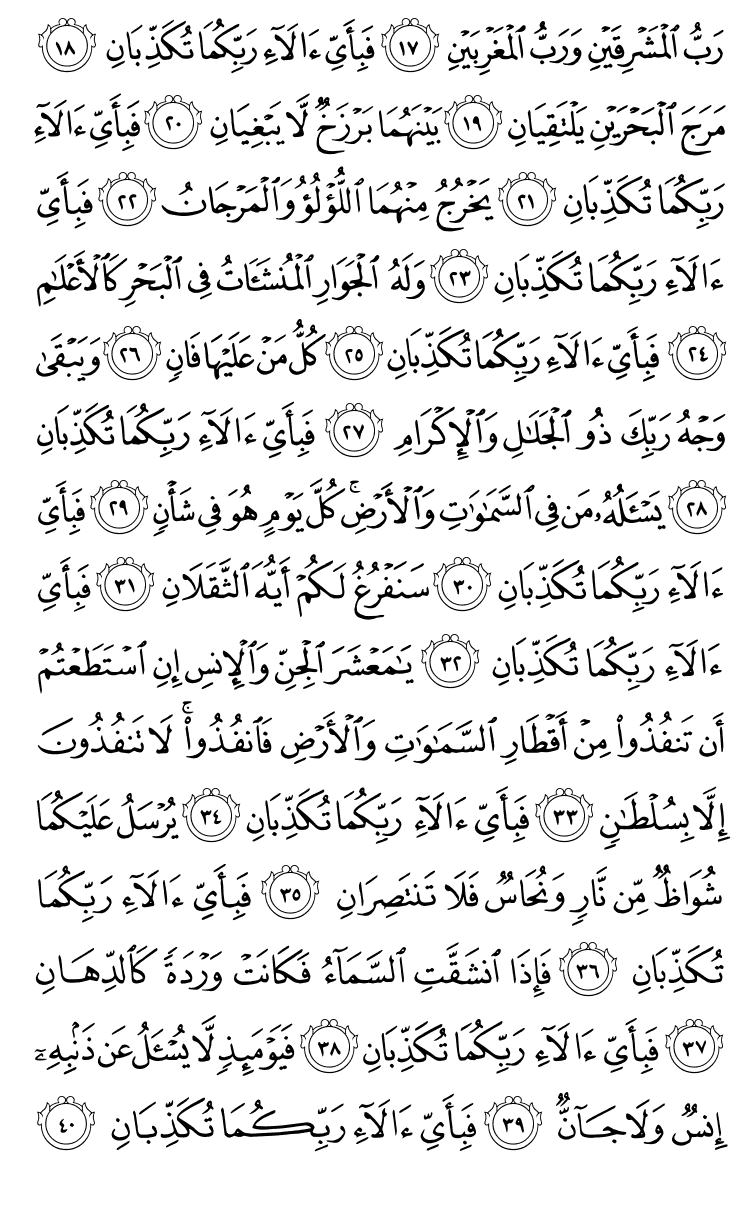 رَبُّ ٱلْمَشْرِقَيْنِ وَرَبُّ ٱلْمَغْرِبَيْنِ ١٧ فَبِأَيِّ ءَالَآءِ رَبِّكُمَا تُكَذِّبَانِ ١٨
مَرَجَ ٱلْبَحْرَيْنِ يَلْتَقِيَانِ ١٩ بَيْنَهُمَا بَرْزَخٌ لَّا يَبْغِيَانِ ٢٠ فَبِأَيِّ ءَالَآءِ
رَبِّكُمَا تُكَذِّبَانِ ٢١ يَخْرُجُ مِنْهُمَا ٱللُّؤْلُؤُ وَٱلْمَرْجَانُ ٢٢ فَبِأَيِّ
ءَالَآءِ رَبِّكُمَا تُكَذِّبَانِ ٢٣ وَلَهُ ٱلْجَوَارِ ٱلْمُنشَـَٔاتُ فِى ٱلْبَحْرِ كَٱلْأَعْلَٰمِ
٢٤ فَبِأَيِّ ءَالَآءِ رَبِّكُمَا تُكَذِّبَانِ ٢٥ كُلُّ مَنْ عَلَيْهَا فَانٍ ٢٦ وَيَبْقَىٰ
وَجْهُ رَبِّكَ ذُو ٱلْجَلَٰلِ وَٱلْإِكْرَامِ ٢٧ فَبِأَيِّ ءَالَآءِ رَبِّكُمَا تُكَذِّبَانِ
٢٨ يَسْـَٔلُهُۥ مَن فِى ٱلسَّمَٰوَٰتِ وَٱلْأَرْضِ ۚ كُلَّ يَوْمٍ هُوَ فِى شَأْنٍ ٢٩ فَبِأَيِّ
ءَالَآءِ رَبِّكُمَا تُكَذِّبَانِ ٣٠ سَنَفْرُغُ لَكُمْ أَيُّهَ ٱلثَّقَلَانِ ٣١ فَبِأَيِّ
ءَالَآءِ رَبِّكُمَا تُكَذِّبَانِ ٣٢ يَٰمَعْشَرَ ٱلْجِنِّ وَٱلْإِنسِ إِنِ ٱسْتَطَعْتُمْ
أَن تَنفُذُوا۟ مِنْ أَقْطَارِ ٱلسَّمَٰوَٰتِ وَٱلْأَرْضِ فَٱنفُذُوا۟ ۚ لَا تَنفُذُونَ
إِلَّا بِسُلْطَٰنٍ ٣٣ فَبِأَيِّ ءَالَآءِ رَبِّكُمَا تُكَذِّبَانِ ٣٤ يُرْسَلُ عَلَيْكُمَا
شُوَاظٌ مِّن نَّارٍ وَنُحَاسٌ فَلَا تَنتَصِرَانِ ٣٥ فَبِأَيِّ ءَالَآءِ رَبِّكُمَا
تُكَذِّبَانِ ٣٦ فَإِذَا ٱنشَقَّتِ ٱلسَّمَآءُ فَكَانَتْ وَرْدَةً كَٱلدِّهَانِ
٣٧ فَبِأَيِّ ءَالَآءِ رَبِّكُمَا تُكَذِّبَانِ ٣٨ فَيَوْمَئِذٍ لَّا يُسْـَٔلُ عَن ذَنۢبِهِۦٓ
إِنسٌ وَلَا جَآنٌّ ٣٩ فَبِأَيِّ ءَالَآءِ رَبِّكُمَا تُكَذِّبَانِ ٤٠